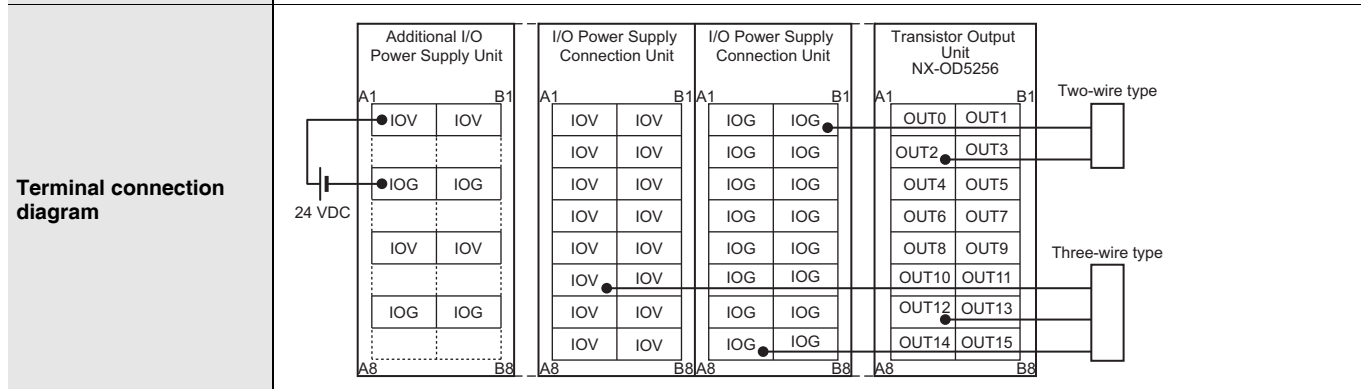 Terminal connection
diagram
Additional I/O
Power Supply Unit
I/O Power Supply
Connection Unit
I/O Power Supply
Connection Unit
Transistor Output
Unit
NX-OD5256
A1 B1 A1 B1 A1 B1 A1 B1
Two-wire type
IOV IOV IOV IOV IOG IOG OUT0 OUT1
IOV IOV IOG IOG OUT2 OUT3
IOG IOG IOV IOV IOG IOG OUT4 OUT5
24 VDC
IOV IOV IOG IOG OUT6 OUT7
IOV IOV IOV IOV IOG IOG OUT8 OUT9
Three-wire type
IOV IOV IOG IOG OUT10 OUT11
IOG IOG IOV IOV IOG IOG OUT12 OUT13
IOV IOV IOG IOG OUT14 OUT15
A8 B8 A8 B8 A8 B8 A8 B8